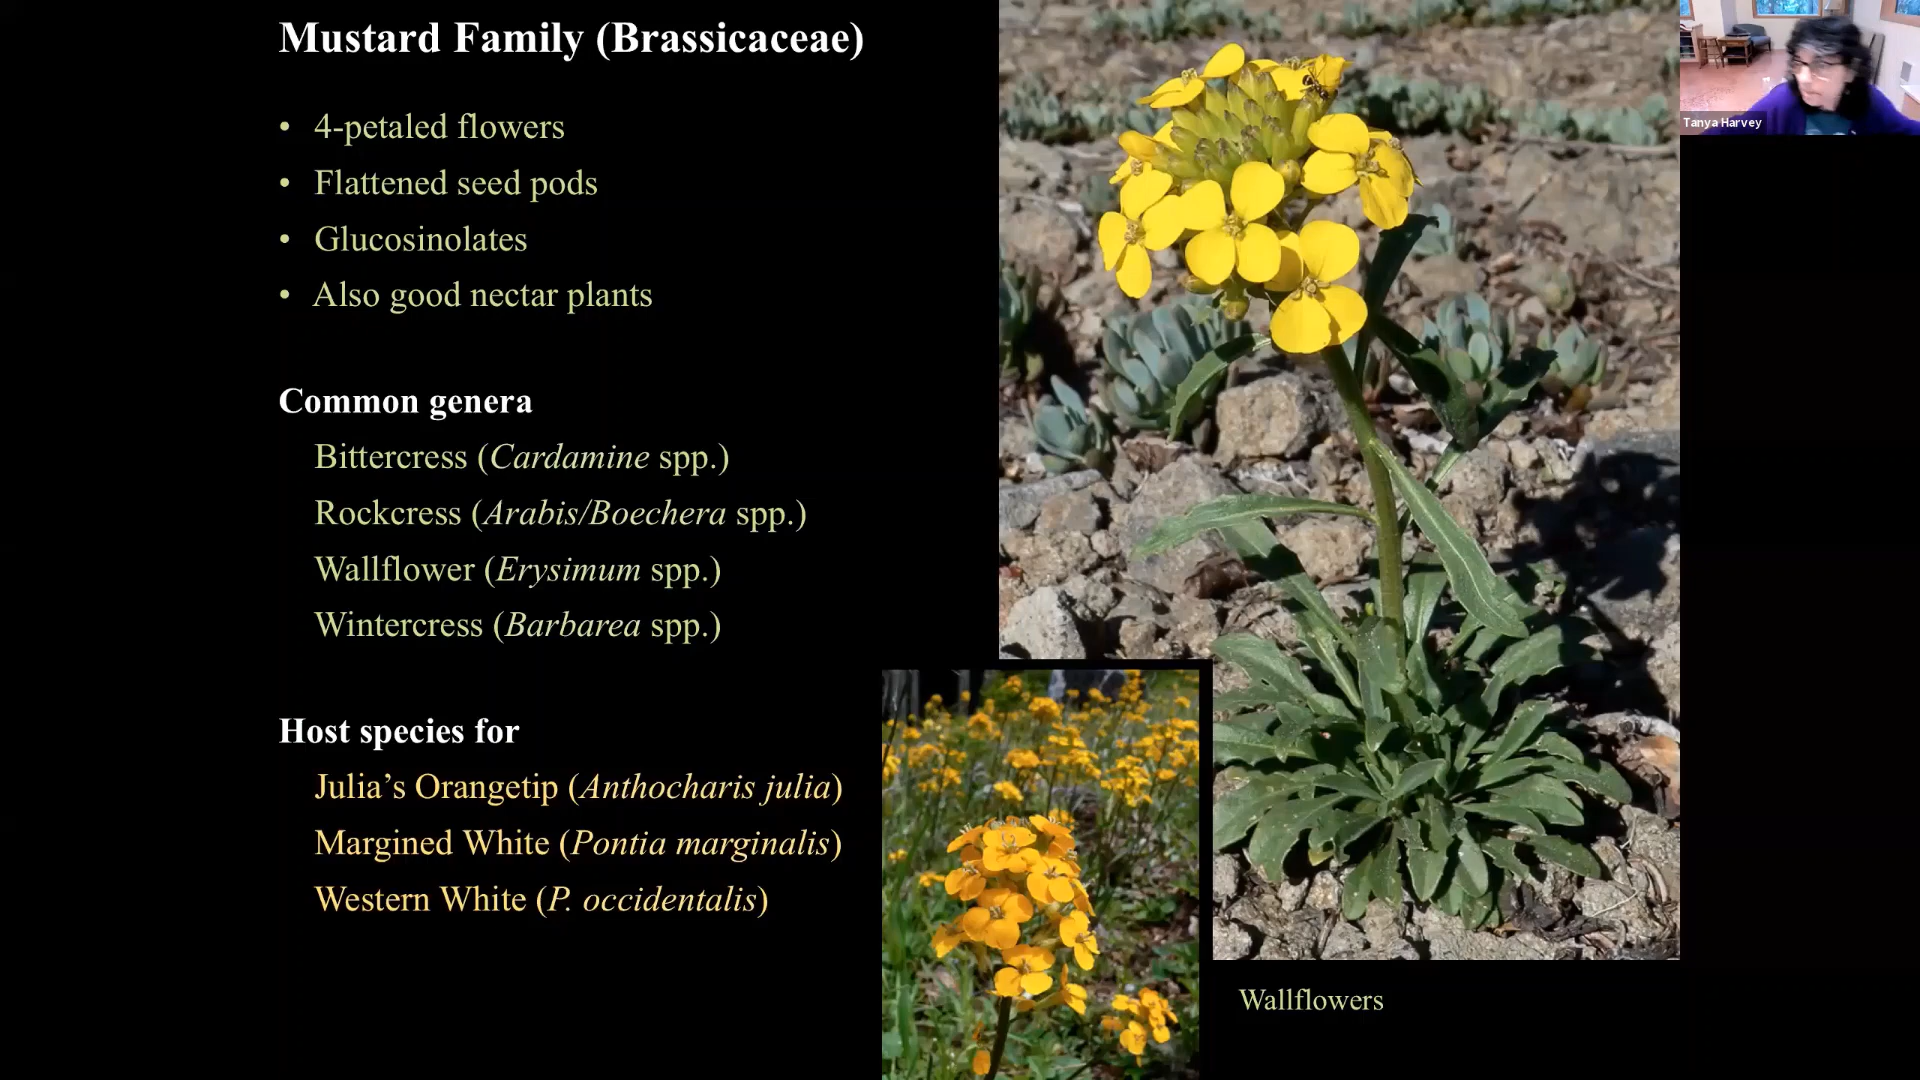 Mustard Family (Brassicaceae)
• 4-petaled flowers
• Flattened seed pods
• Glucosinolates
• Also good nectar plants
Common genera
Bittercress (Cardamine spp.)
Rockcress (Arabis/Boechera spp.)
Wallflower (Erysimum spp.)
Wintercress (Barbarea spp.)
Host species for
Julia’s Orangetip (Anthocharis julia)
Margined White (Pontia marginalis)
Western White (P. occidentalis)
Wallflowers
Tanya Harvey